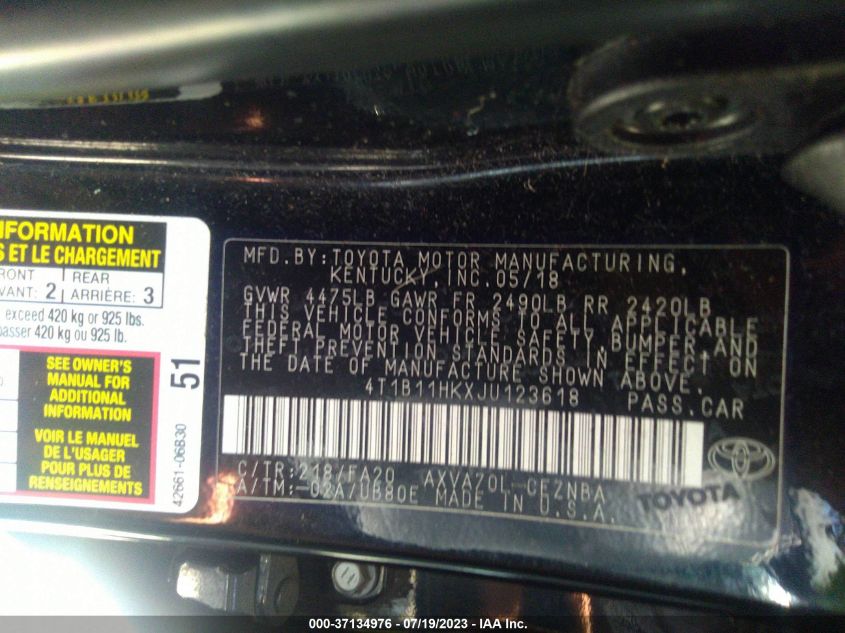 NFORMATION
S ET LE CHARGEMENT
FRONT
REAR
VANT: 2
ARRIÈRE: 3
exceed 420 kg or 925 lbs.
passer 420 kg ou 925 lb.
SEE OWNER'S
MANUAL FOR
ADDITIONAL
INFORMATION
VOIR LE MANUEL
DE L'USAGER
POUR PLUS DE
RENSEIGNEMENTS
51
42661-06B30
MFD.BY:TOYOTA MOTOR MANUFACTURING,
KENTUCKY,INC.05/18
GVWR 4475LB GAWR FR 2490LB RR 2420LB
THIS VEHICLE CONFORMS TO ALL APPLICABLE
FEDERAL MOTOR VEHICLE SAFETY,BUMPER,AND
THEFT PREVENTION STANDARDS IN EFFECT ON
THE DATE OF MANUFACTURE SHOWN ABOVE.
4T1B11HKXJU123618 PASS.CAR
C/TR:218/FA20 AXVA70L-CEZNBA
A/TM:-02A/UB80E MADE IN U.S.A.
TOYOTA
000-37134976 - 07/19/2023 - IAA Inc.